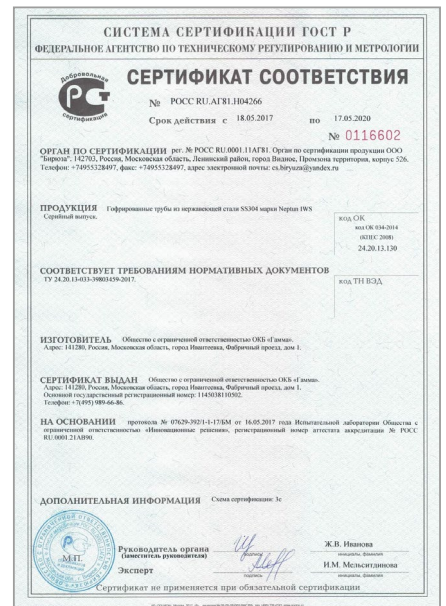 СИСТЕМА СЕРТИФИКАЦИИ ГОСТ Р
ФЕДЕРАЛЬНОЕ АГЕНТСТВО ПО ТЕХНИЧЕСКОМУ РЕГУЛИРОВАНИЮ И МЕТРОЛОГИИ
Добровольная
сертификация
СЕРТИФИКАТ СООТВЕТСТВИЯ
№ РОСС RU.АГ81.Н04266
Срок действия с 18.05.2017 по 17.05.2020
№ 0116602
ОРГАН ПО СЕРТИФИКАЦИИ рег. № РОСС RU.0001.11АГ81. Орган по сертификации продукции ООО
"Бирюза", 142703, Россия, Московская область, Ленинский район, город Видное, Промзона территория, корпус 526.
Телефон: +74955328497, факс: +74955328497, адрес электронной почты: cs.biryuza@yandex.ru
ПРОДУКЦИЯ Гофрированные трубы из нержавеющей стали SS304 марки Neptun IWS
Серийный выпуск.
код ОК
код ОК 034-2014
(КПЕС 2008)
24.20.13.130
СООТВЕТСТВУЕТ ТРЕБОВАНИЯМ НОРМАТИВНЫХ ДОКУМЕНТОВ
ТУ 24.20.13-033-39803459-2017.
код ТН ВЭД
ИЗГОТОВИТЕЛЬ Общество с ограниченной ответственностью ОКБ «Гамма».
Адрес: 141280, Россия, Московская область, город Ивантеевка, Фабричный проезд, дом 1.
СЕРТИФИКАТ ВЫДАН Общество с ограниченной ответственностью ОКБ «Гамма».
Адрес: 141280, Россия, Московская область, город Ивантеевка, Фабричный проезд, дом 1.
Основной государственный регистрационный номер: 1145038110502.
Телефон: +7(495) 989-66-86.
НА ОСНОВАНИИ протокола № 07629-392/1-1-17/БМ от 16.05.2017 года Испытательной лаборатории Общества с
ограниченной ответственностью «Инновационные решения», регистрационный номер аттестата аккредитации № РОСС
RU.0001.21АВ90.
ДОПОЛНИТЕЛЬНАЯ ИНФОРМАЦИЯ Схема сертификации: 3с
М.П.
Руководитель органа
(заместитель руководителя)
подпись
Ж.В. Иванова
инициалы, фамилия
Эксперт
подпись
И.М. Мельситдинова
инициалы, фамилия
Сертификат не применяется при обязательной сертификации